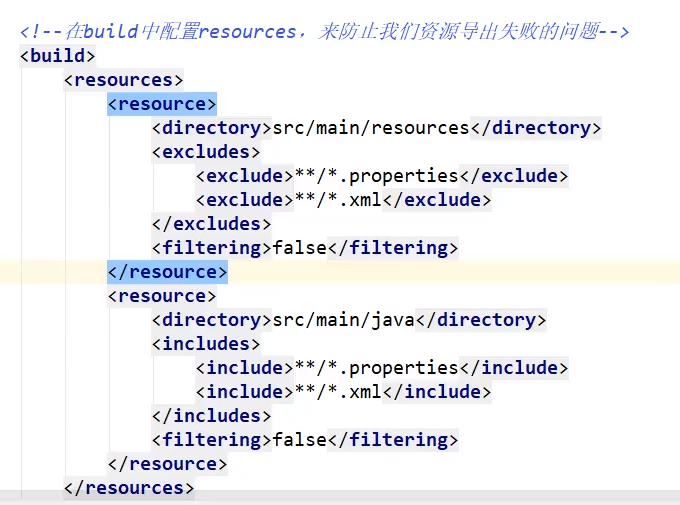 <!--在build中配置resources，来防止我们资源导出失败的问题-->
<build>
<resources>
<resource>
<directory>src/main/resources</directory>
<excludes>
<exclude>**/*.properties</exclude>
<exclude>**/*.xml</exclude>
</excludes>
<filtering>false</filtering>
</resource>
<resource>
<directory>src/main/java</directory>
<includes>
<include>**/*.properties</include>
<include>**/*.xml</include>
</includes>
<filtering>false</filtering>
</resource>
</resources>